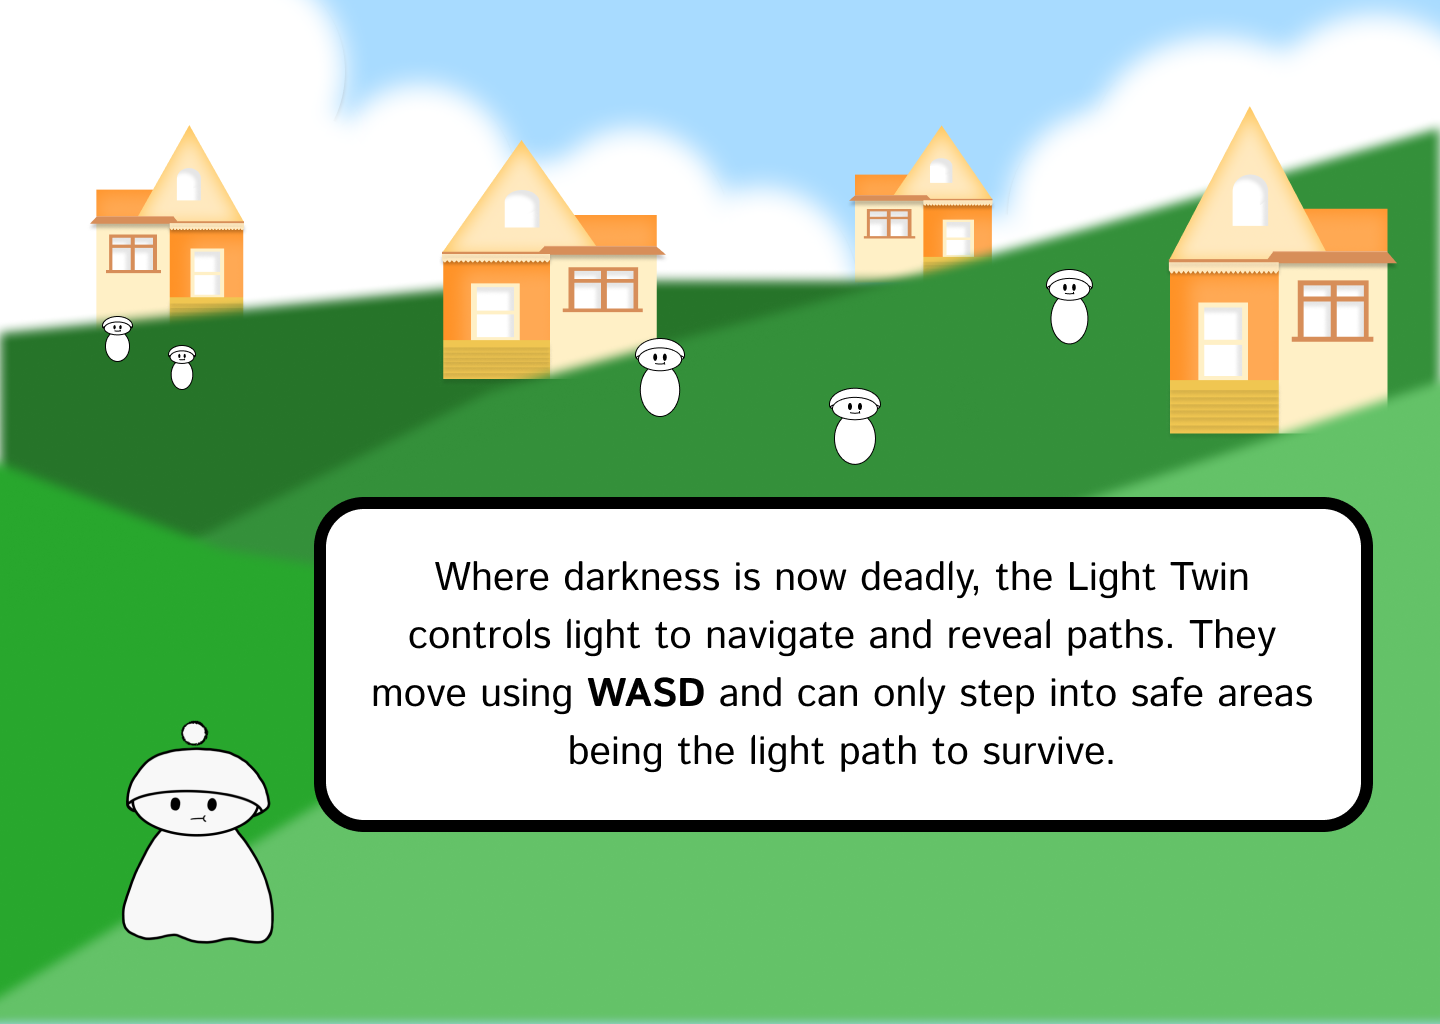 Where darkness is now deadly, the Light Twin
controls light to navigate and reveal paths. They
move using WASD and can only step into safe areas
being the light path to survive.